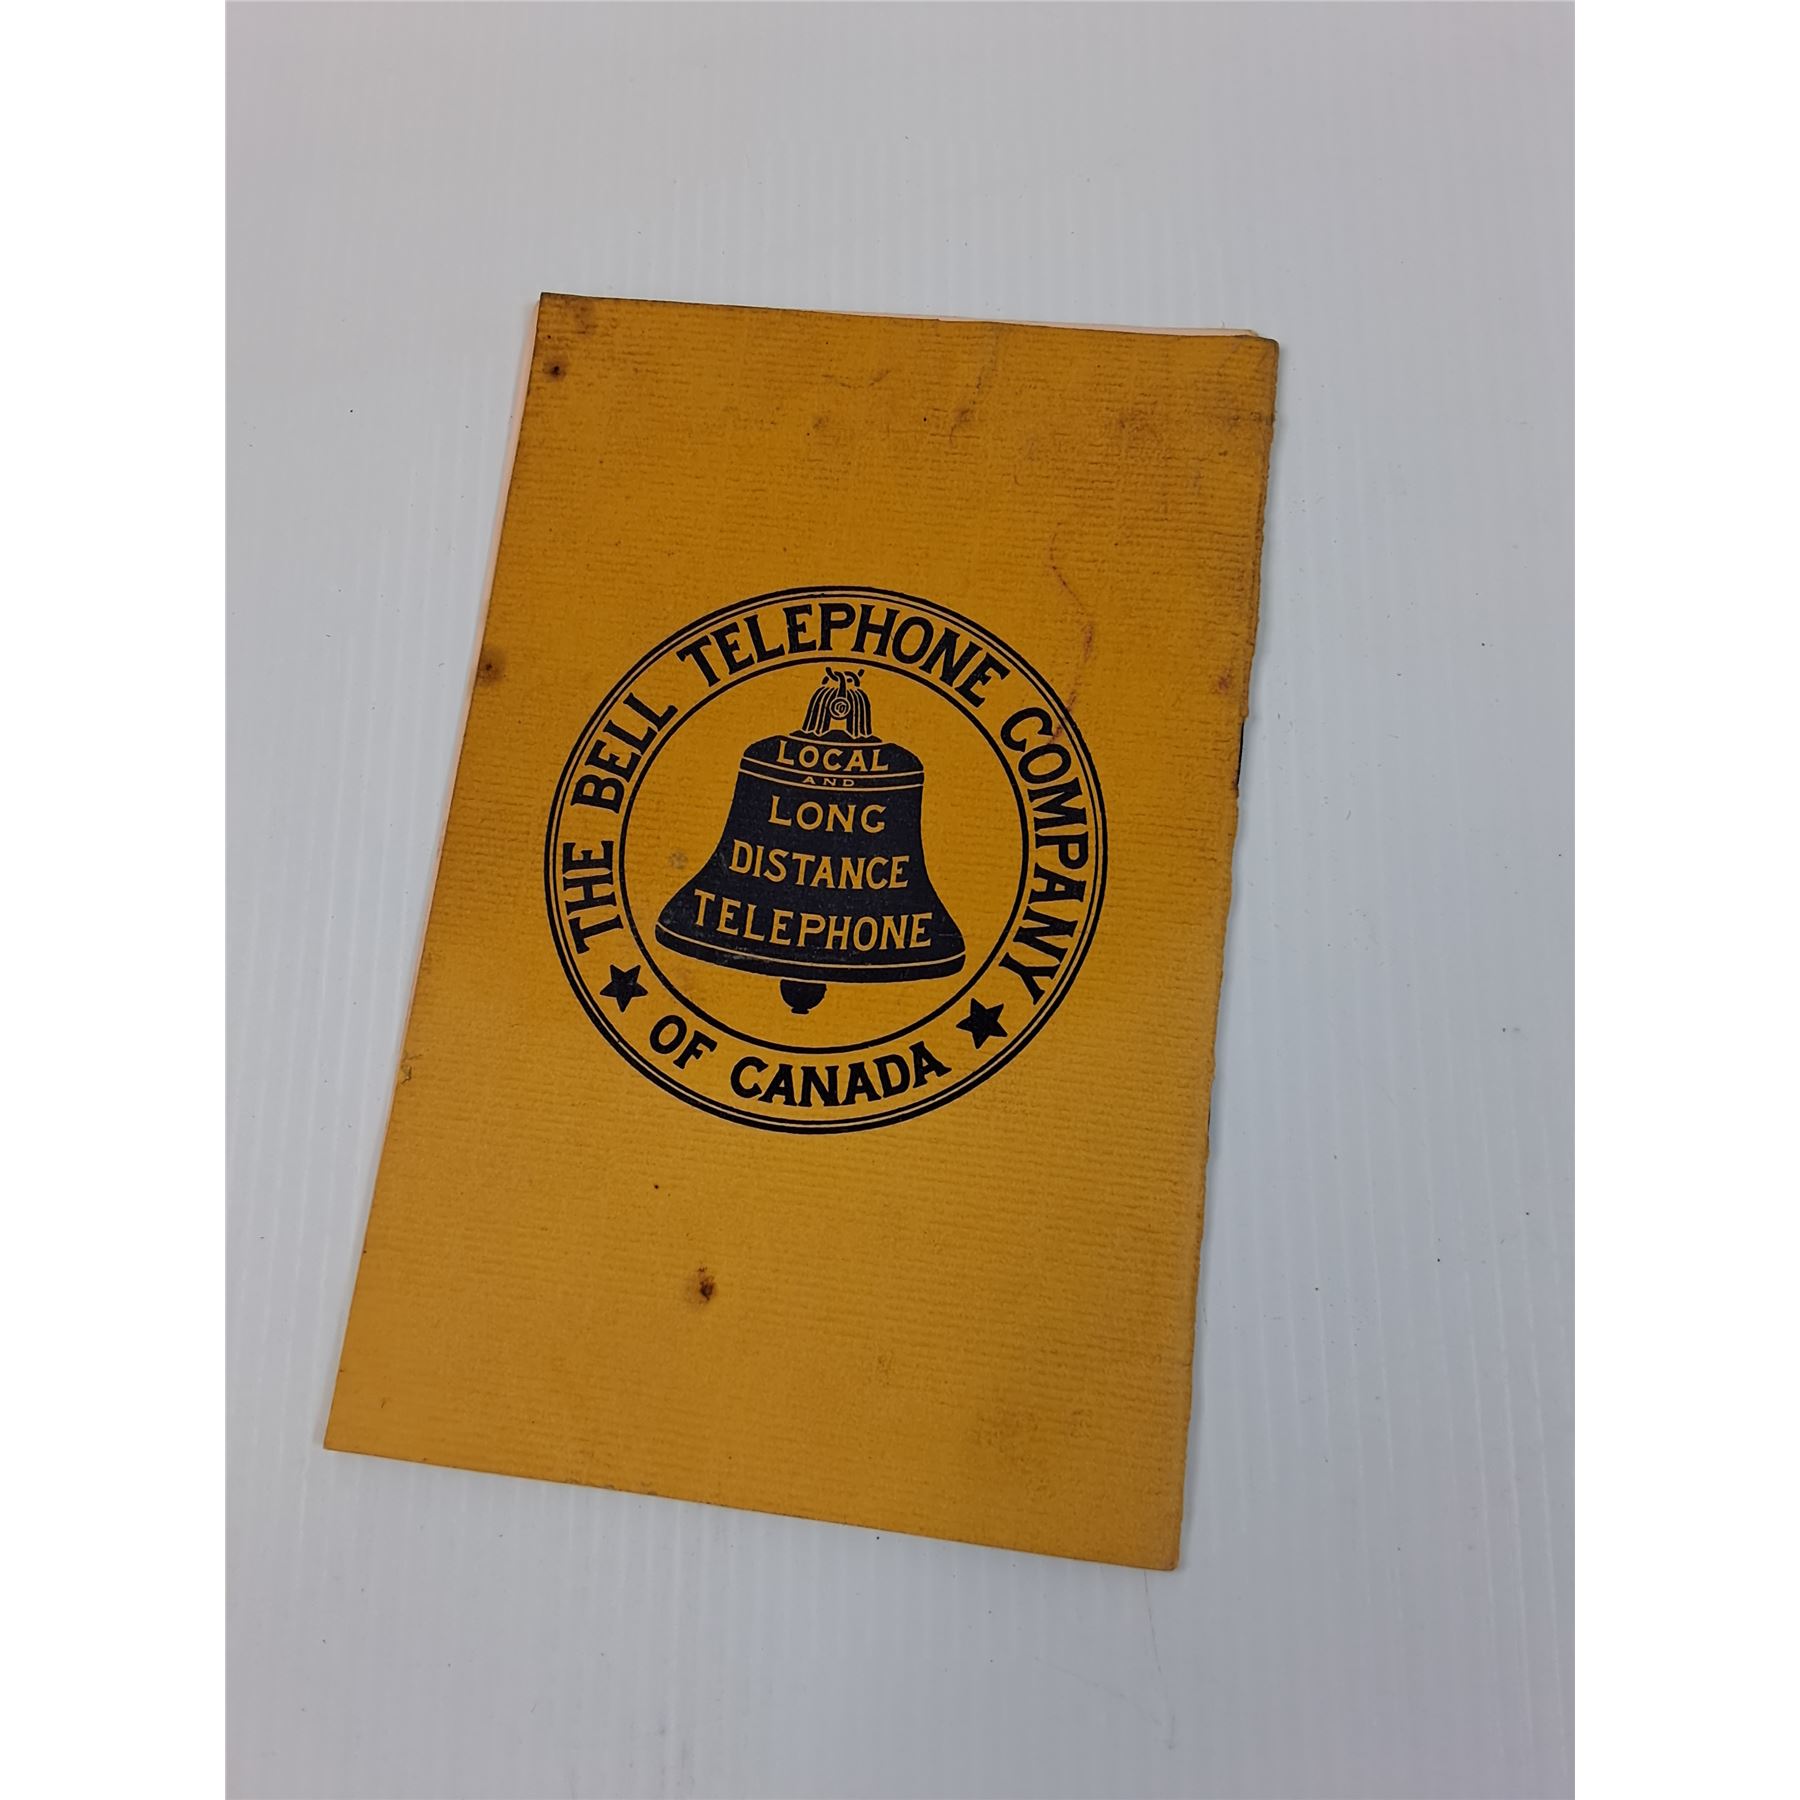 THE BELL TELEPHONE COMPANY
OF CANADA
LOCAL
AND
LONG
DISTANCE
TELEPHONE